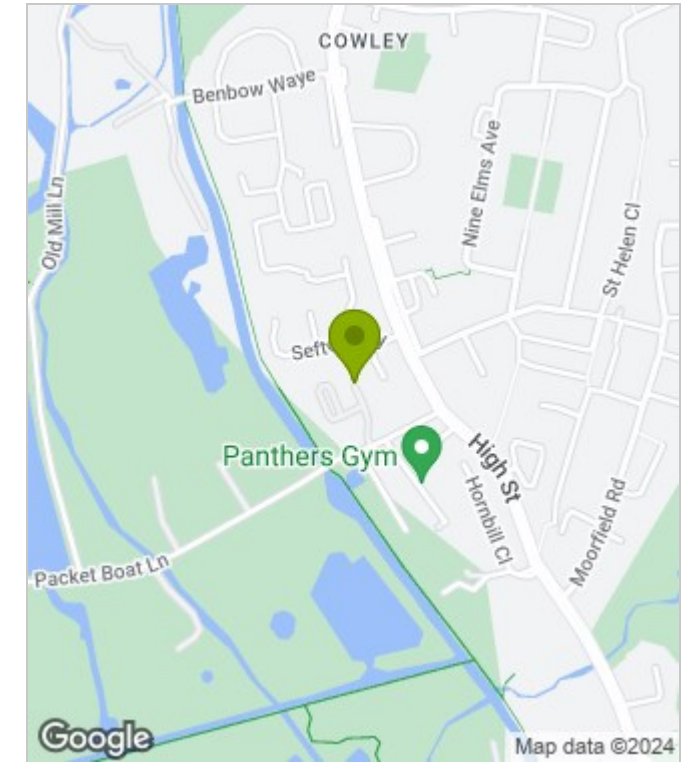 COWLEY
Benbow Waye
Old Mill Ln
Nine Elms Ave
St Helen Cl
Panthers Gym
High St
Hornbill Cl
Moorfield Rd
Packet Boat Ln
Google
Map data ©2024